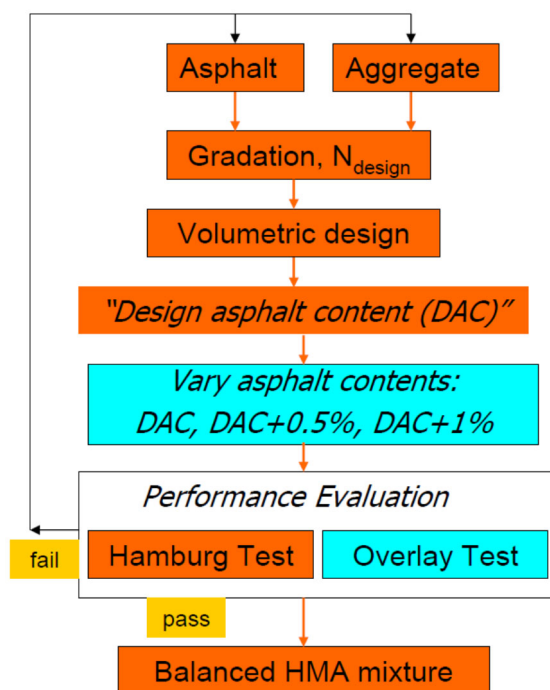 Asphalt
Aggregate
Gradation, Ndesign
Volumetric design
“Design asphalt content (DAC)”
Vary asphalt contents:
DAC, DAC+0.5%, DAC+1%
Performance Evaluation
fail
Hamburg Test
Overlay Test
pass
Balanced HMA mixture